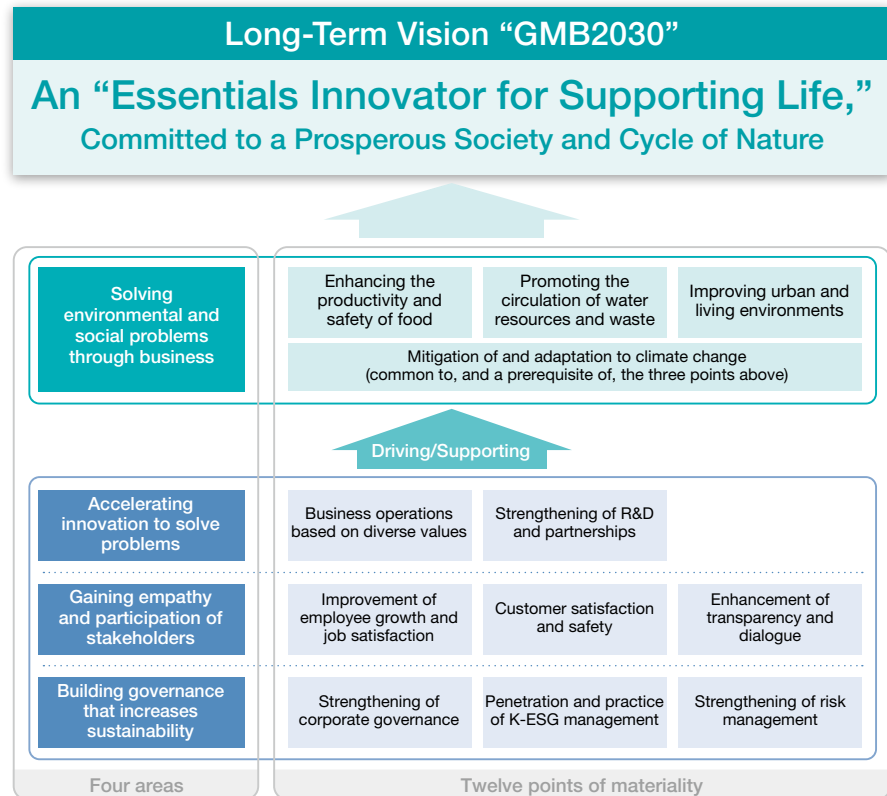 Long-Term Vision “GMB2030”
An “Essentials Innovator for Supporting Life,”
Committed to a Prosperous Society and Cycle of Nature
Solving
environmental and
social problems
through business
Enhancing the
productivity and
safety of food
Promoting the
circulation of water
resources and waste
Improving urban and
living environments
Mitigation of and adaptation to climate change
(common to, and a prerequisite of, the three points above)
Driving/Supporting
Accelerating
innovation to solve
problems
Business operations
based on diverse values
Strengthening of R&D
and partnerships
Gaining empathy
and participation of
stakeholders
Improvement of
employee growth and
job satisfaction
Customer satisfaction
and safety
Enhancement of
transparency and
dialogue
Building governance
that increases
sustainability
Strengthening of
corporate governance
Penetration and practice
of K-ESG management
Strengthening of risk
management
Four areas
Twelve points of materiality